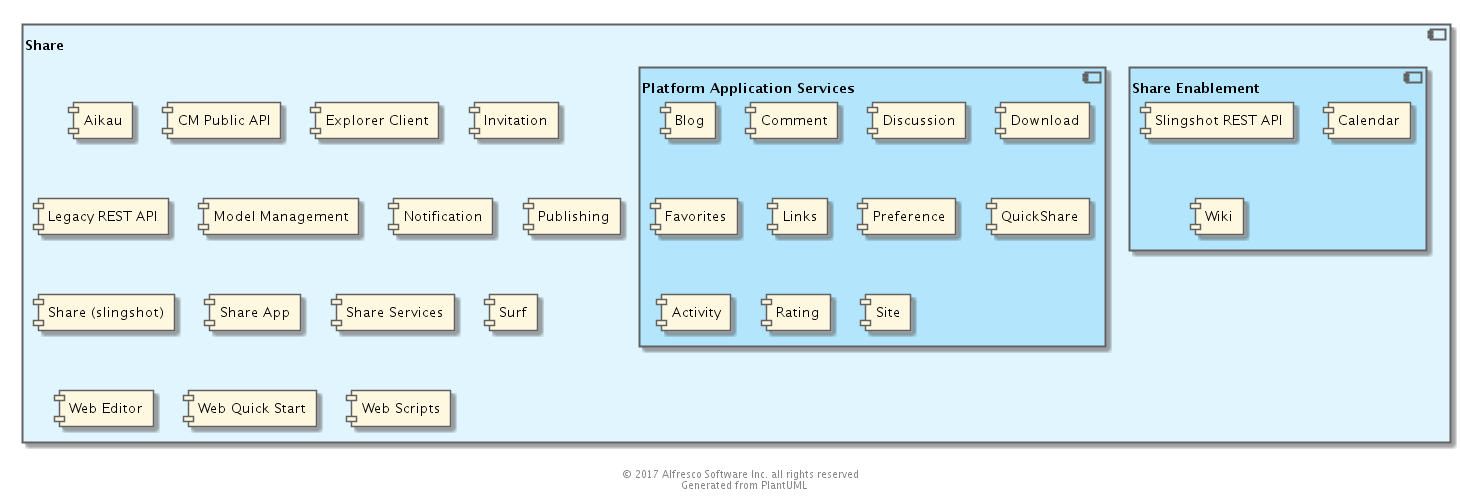 Share
Aikau
CM Public API
Explorer Client
Invitation
Legacy REST API
Model Management
Notification
Publishing
Share (slingshot)
Share App
Share Services
Surf
Web Editor
Web Quick Start
Web Scripts
Platform Application Services
Blog
Comment
Discussion
Download
Favorites
Links
Preference
QuickShare
Activity
Rating
Site
Share Enablement
Slingshot REST API
Calendar
Wiki
© 2017 Alfresco Software Inc. all rights reserved
Generated from PlantUML